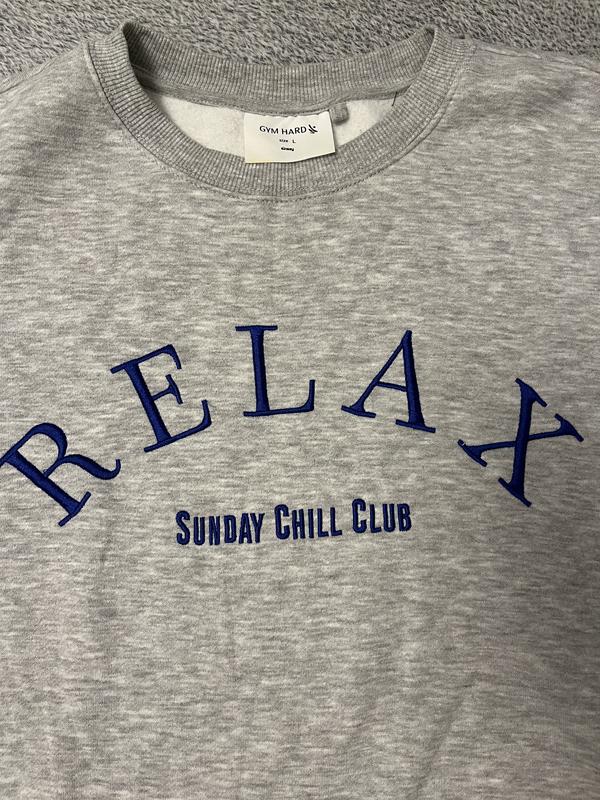 GYM HARD
SIZE L
RELAX
SUNDAY CHILL CLUB